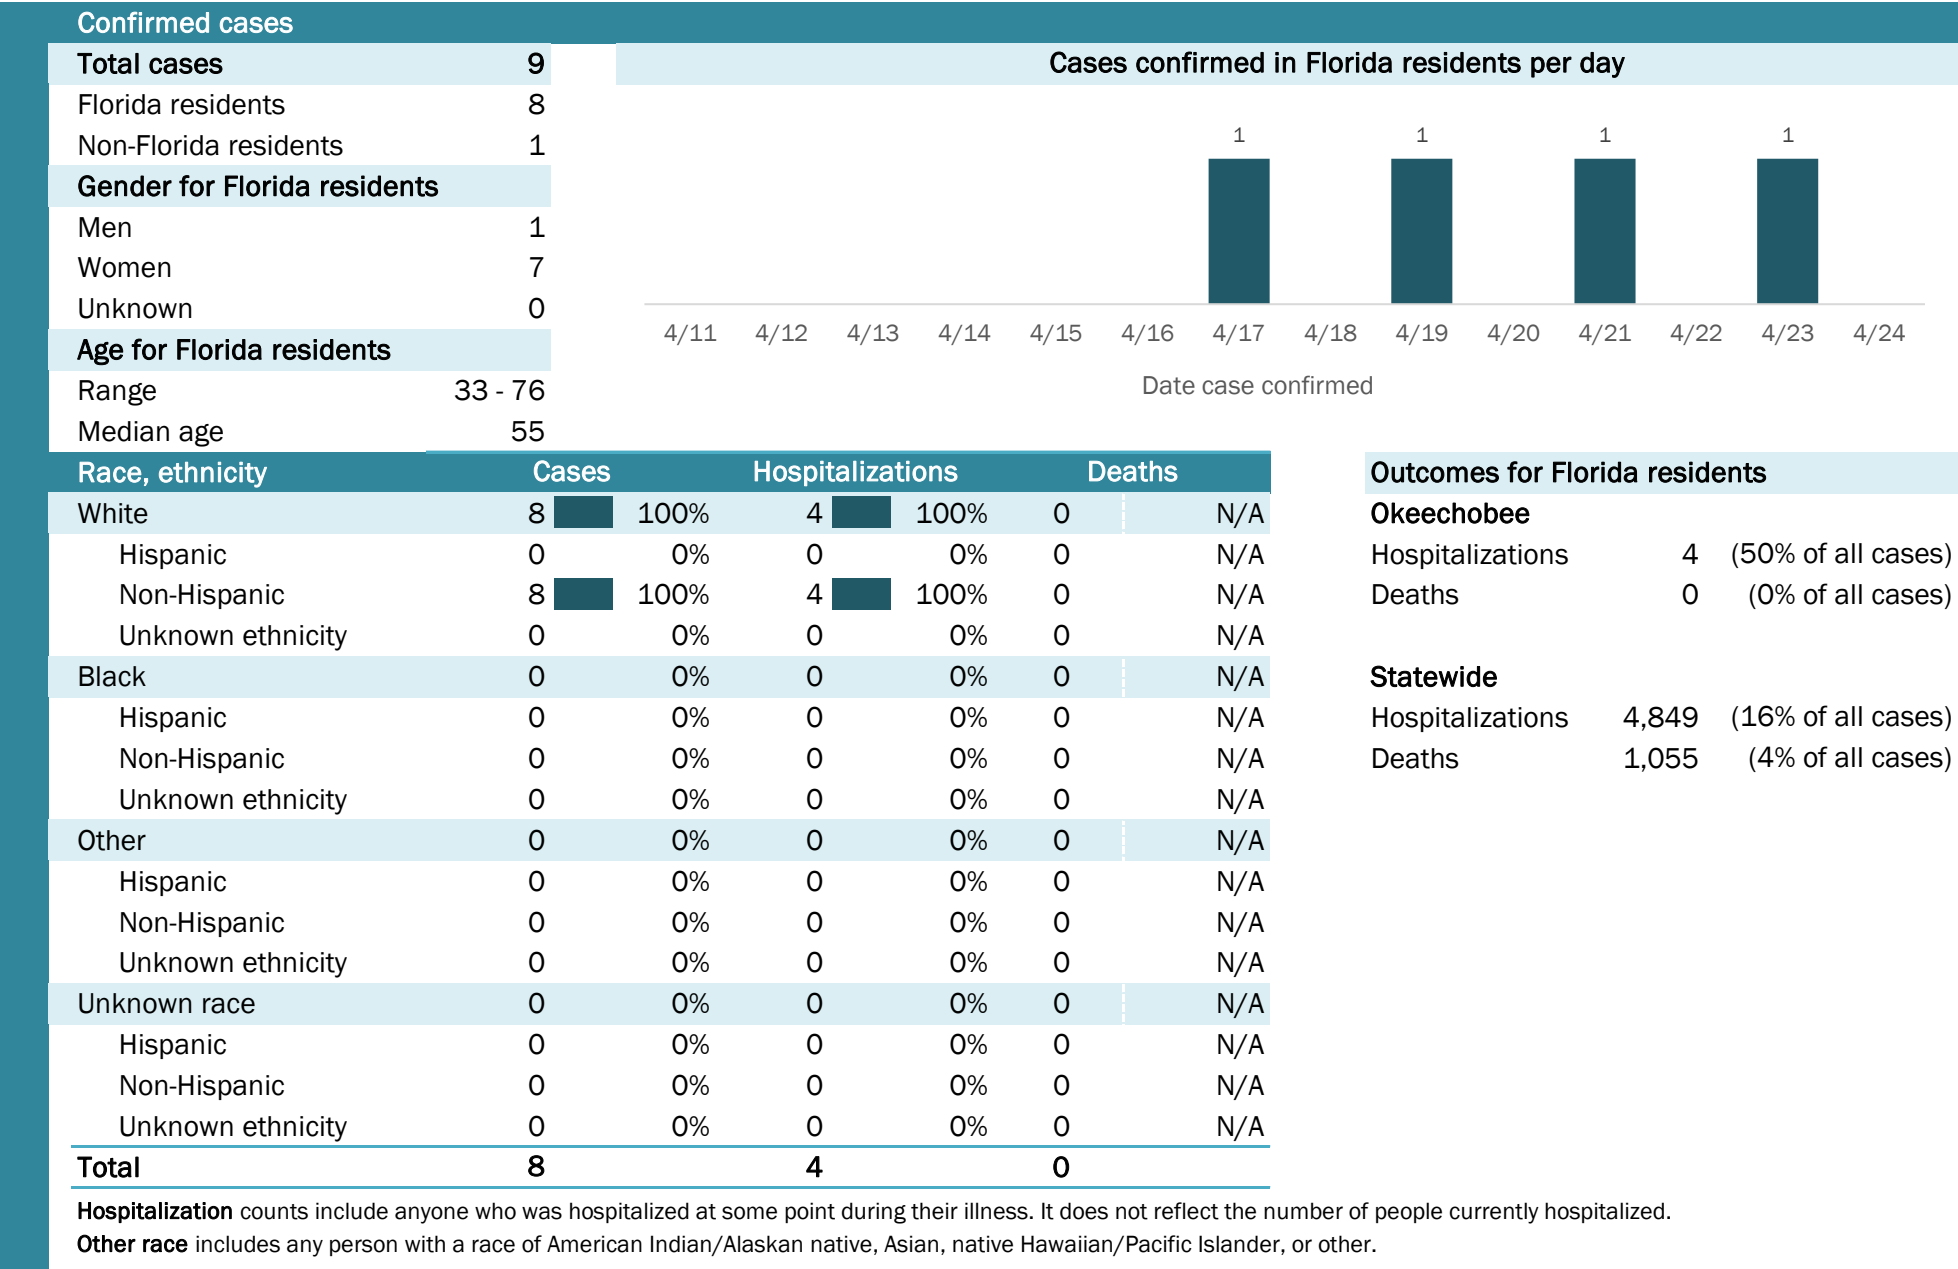 Confirmed cases
Total cases 9
Florida residents 8
Non-Florida residents 1
Gender for Florida residents
Men 1
Women 7
Unknown 0
Age for Florida residents
Range 33 - 76
Median age 55
Cases confirmed in Florida residents per day
1 1 1 1
4/11 4/12 4/13 4/14 4/15 4/16 4/17 4/18 4/19 4/20 4/21 4/22 4/23 4/24
Date case confirmed
Race, ethnicity Cases Hospitalizations Deaths
White 8 100% 4 100% 0 N/A
Hispanic 0 0% 0 0% 0 N/A
Non-Hispanic 8 100% 4 100% 0 N/A
Unknown ethnicity 0 0% 0 0% 0 N/A
Black 0 0% 0 0% 0 N/A
Hispanic 0 0% 0 0% 0 N/A
Non-Hispanic 0 0% 0 0% 0 N/A
Unknown ethnicity 0 0% 0 0% 0 N/A
Other 0 0% 0 0% 0 N/A
Hispanic 0 0% 0 0% 0 N/A
Non-Hispanic 0 0% 0 0% 0 N/A
Unknown ethnicity 0 0% 0 0% 0 N/A
Unknown race 0 0% 0 0% 0 N/A
Hispanic 0 0% 0 0% 0 N/A
Non-Hispanic 0 0% 0 0% 0 N/A
Unknown ethnicity 0 0% 0 0% 0 N/A
Total 8 4 0
Outcomes for Florida residents
Okeechobee
Hospitalizations 4 (50% of all cases)
Deaths 0 (0% of all cases)
Statewide
Hospitalizations 4,849 (16% of all cases)
Deaths 1,055 (4% of all cases)
Hospitalization counts include anyone who was hospitalized at some point during their illness. It does not reflect the number of people currently hospitalized.
Other race includes any person with a race of American Indian/Alaskan native, Asian, native Hawaiian/Pacific Islander, or other.